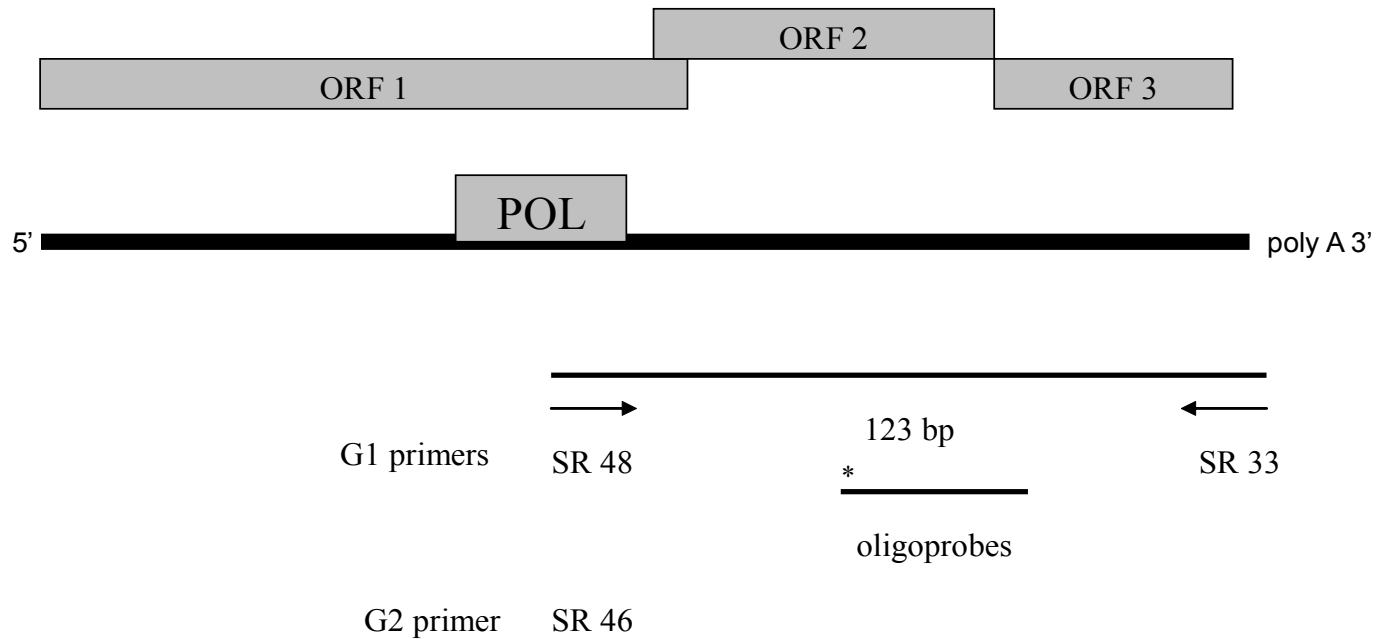 ORF 2
ORF 1
ORF 3
POL
5’
poly A 3’
123 bp
G1 primers
SR 48
SR 33
*
oligoprobes
G2 primer
SR 46